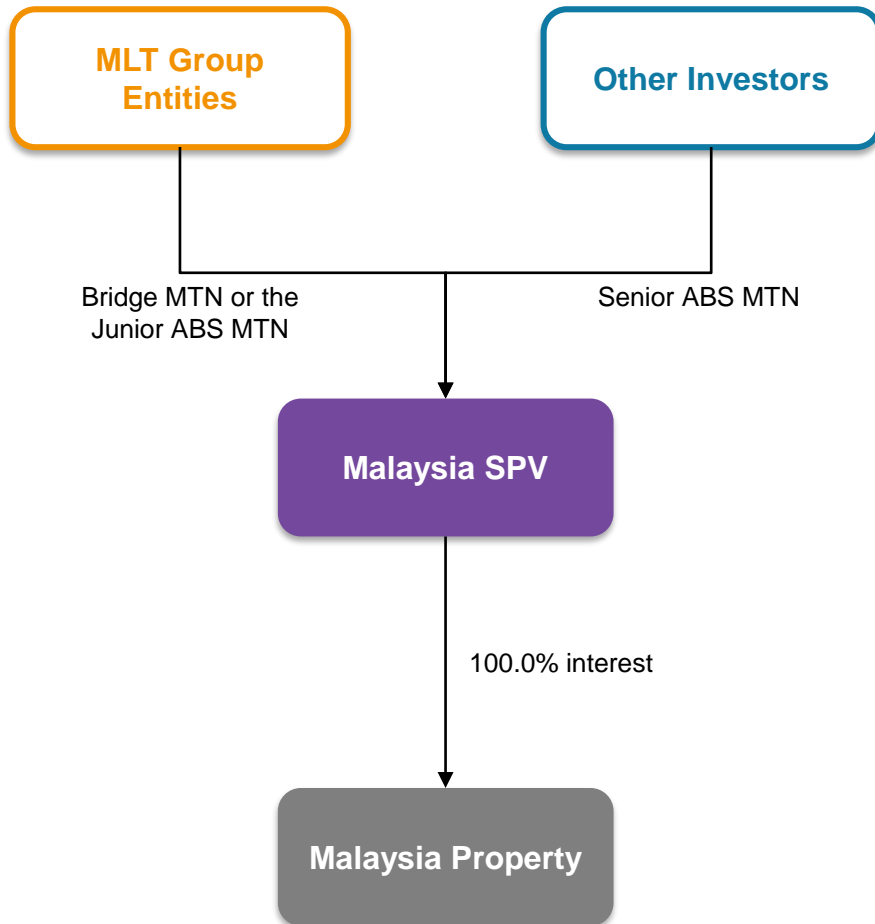 MLT Group
Entities
Other Investors
Bridge MTN or the
Junior ABS MTN
Senior ABS MTN
Malaysia SPV
100.0% interest
Malaysia Property